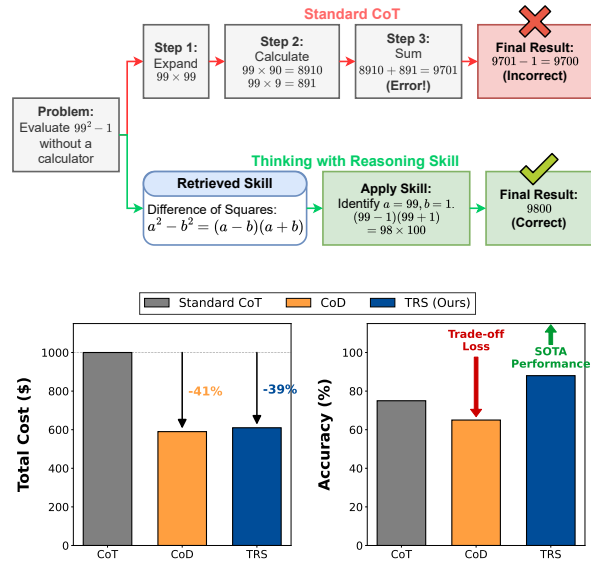 Standard CoT
Step 1:
Expand
99 × 99
Step 2:
Calculate
99 × 90 = 8910
99 × 9 = 891
Step 3:
Sum
8910 + 891 = 9701
(Error!)
Final Result:
9701 − 1 = 9700
(Incorrect)
Problem:
Evaluate 99² − 1
without a
calculator
Thinking with Reasoning Skill
Retrieved Skill
Difference of Squares:
a² − b² = (a − b)(a + b)
Apply Skill:
Identify a = 99, b = 1.
(99 − 1)(99 + 1)
= 98 × 100
Final Result:
9800
(Correct)
Standard CoT
CoD
TRS (Ours)
Total Cost ($)
1000
800
600
400
200
0
-41%
-39%
CoT
CoD
TRS
Accuracy (%)
100
80
60
40
20
0
Trade-off
Loss
SOTA
Performance
CoT
CoD
TRS